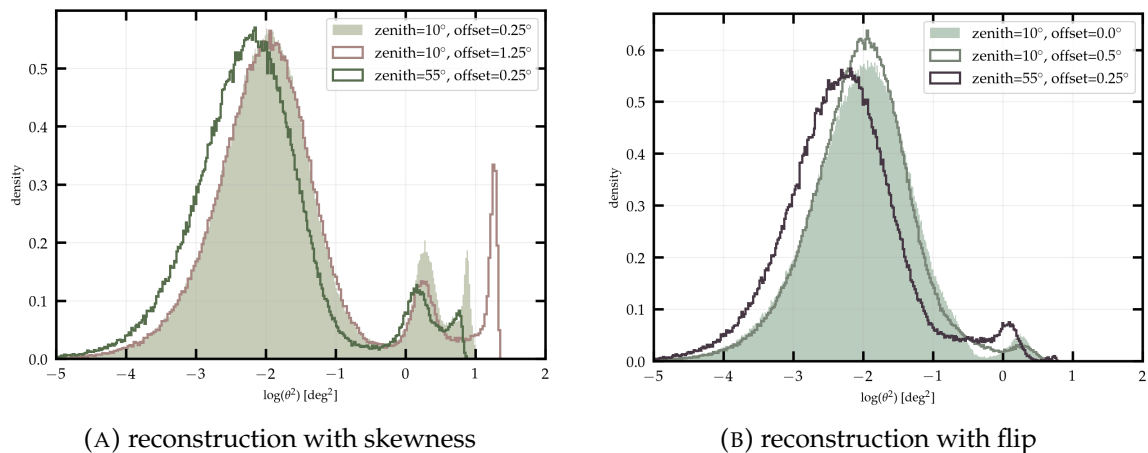 zenith=10°, offset=0.25°
zenith=10°, offset=1.25°
zenith=55°, offset=0.25°
0.5
0.4
0.3
0.2
0.1
0.0
density
−5 −4 −3 −2 −1 0 1 2
log(θ²) [deg²]
(A) reconstruction with skewness
zenith=10°, offset=0.0°
zenith=10°, offset=0.5°
zenith=55°, offset=0.25°
0.6
0.5
0.4
0.3
0.2
0.1
0.0
density
−5 −4 −3 −2 −1 0 1 2
log(θ²) [deg²]
(B) reconstruction with flip